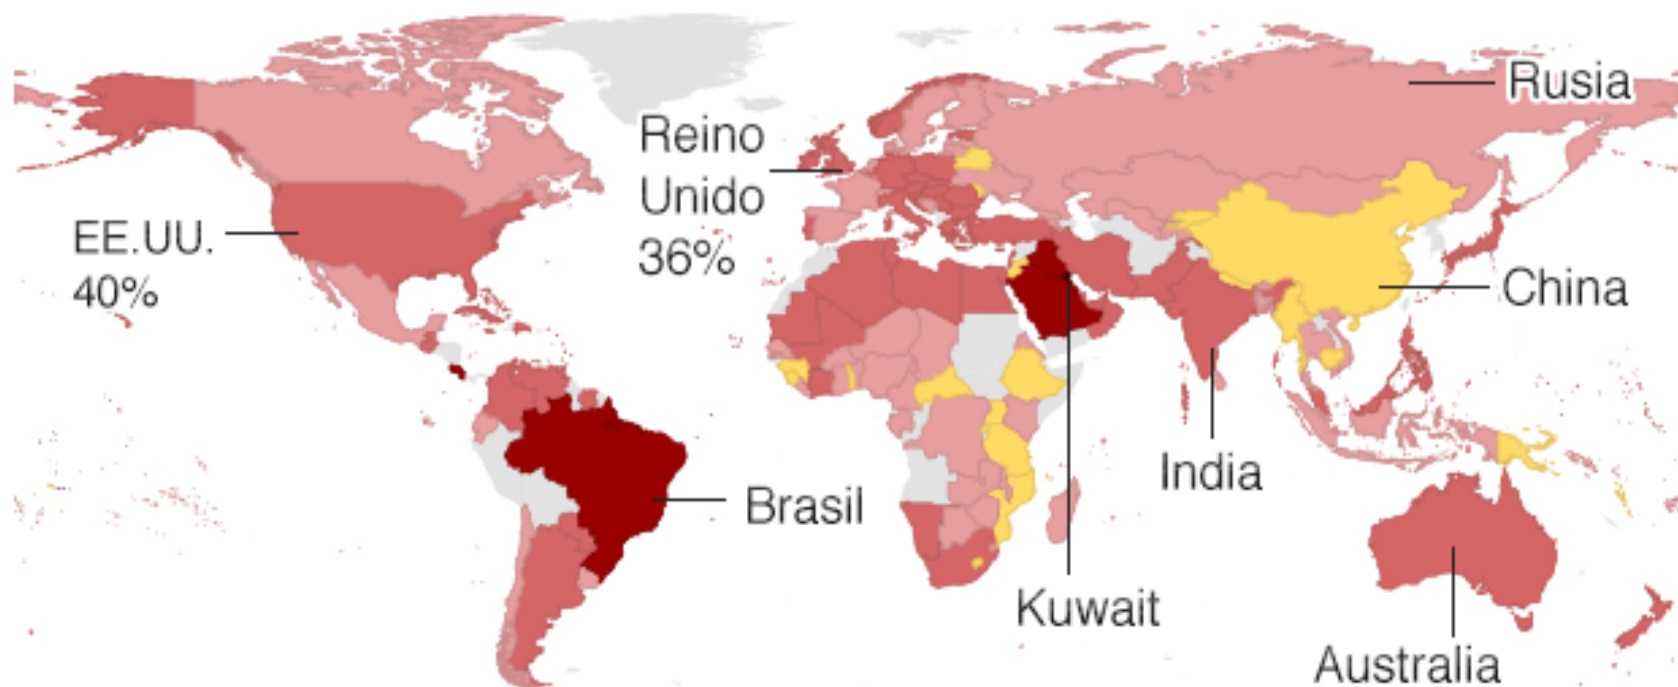 Rusia
Reino
Unido
36%
EE.UU.
40%
China
India
Brasil
Kuwait
Australia